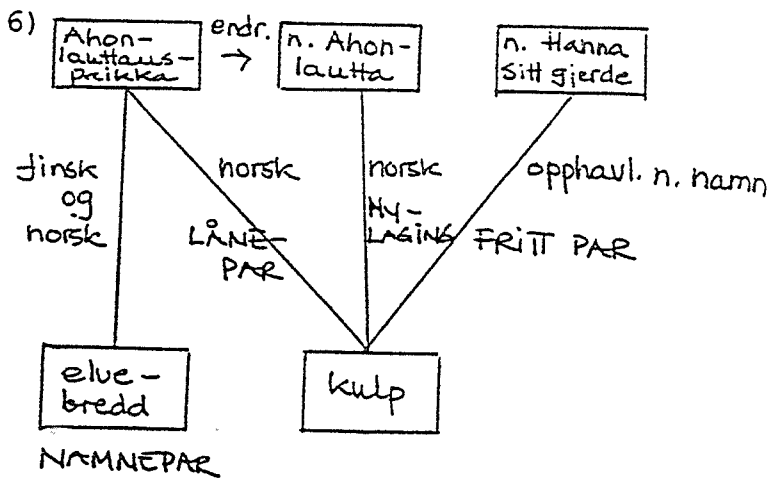 6)
Ahon-
lauttaus-
preikka
endr.
→
n. Ahon-
lautta
n. Hanna
sitt gjerde
finsk
og
norsk
norsk
LÅNE-
PAR
norsk
NY-
LAGING
opphavl. n. namn
FRITT PAR
elve-
bredd
kulp
NAMNEPAR